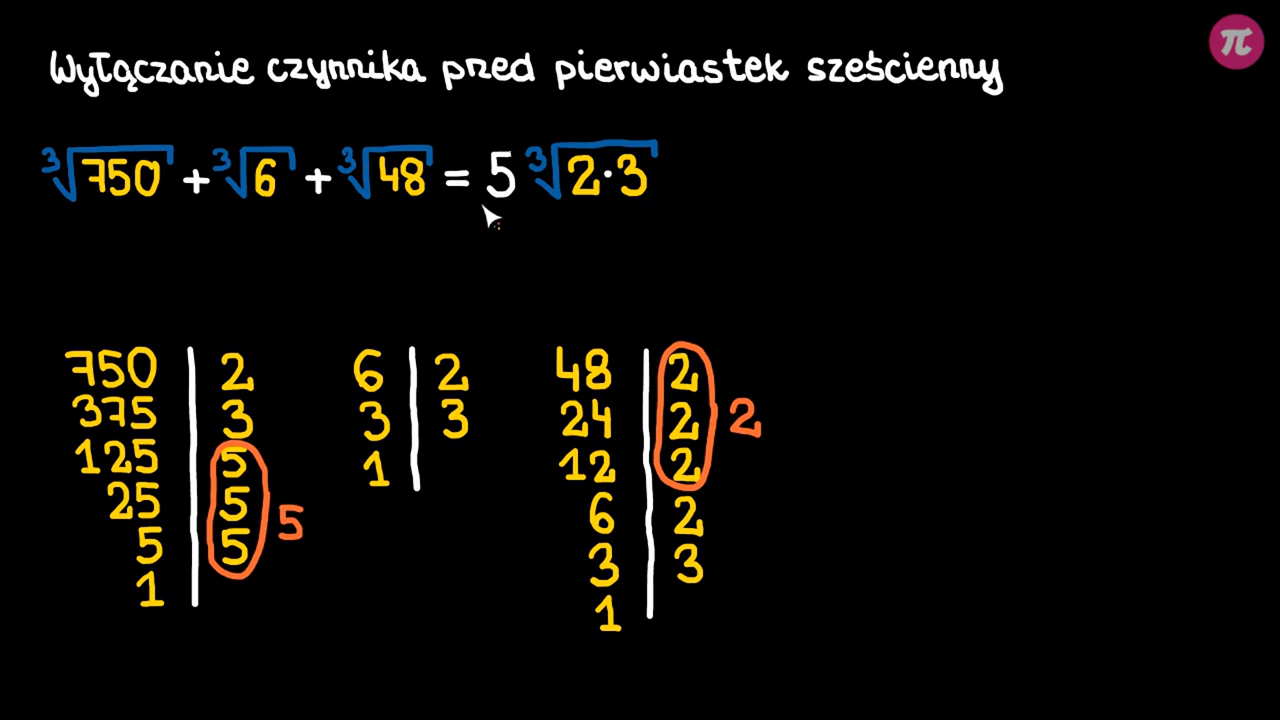 Wyłączanie czynnika przed pierwiastek sześcienny
π
∛750 + ∛6 + ∛48 = 5 ∛2·3
750 | 2
375 | 3
125 | 5
25 | 5
5 | 5
1 |
5
6 | 2
3 | 3
1 |
48 | 2
24 | 2
12 | 2
6 | 2
3 | 3
1 |
2